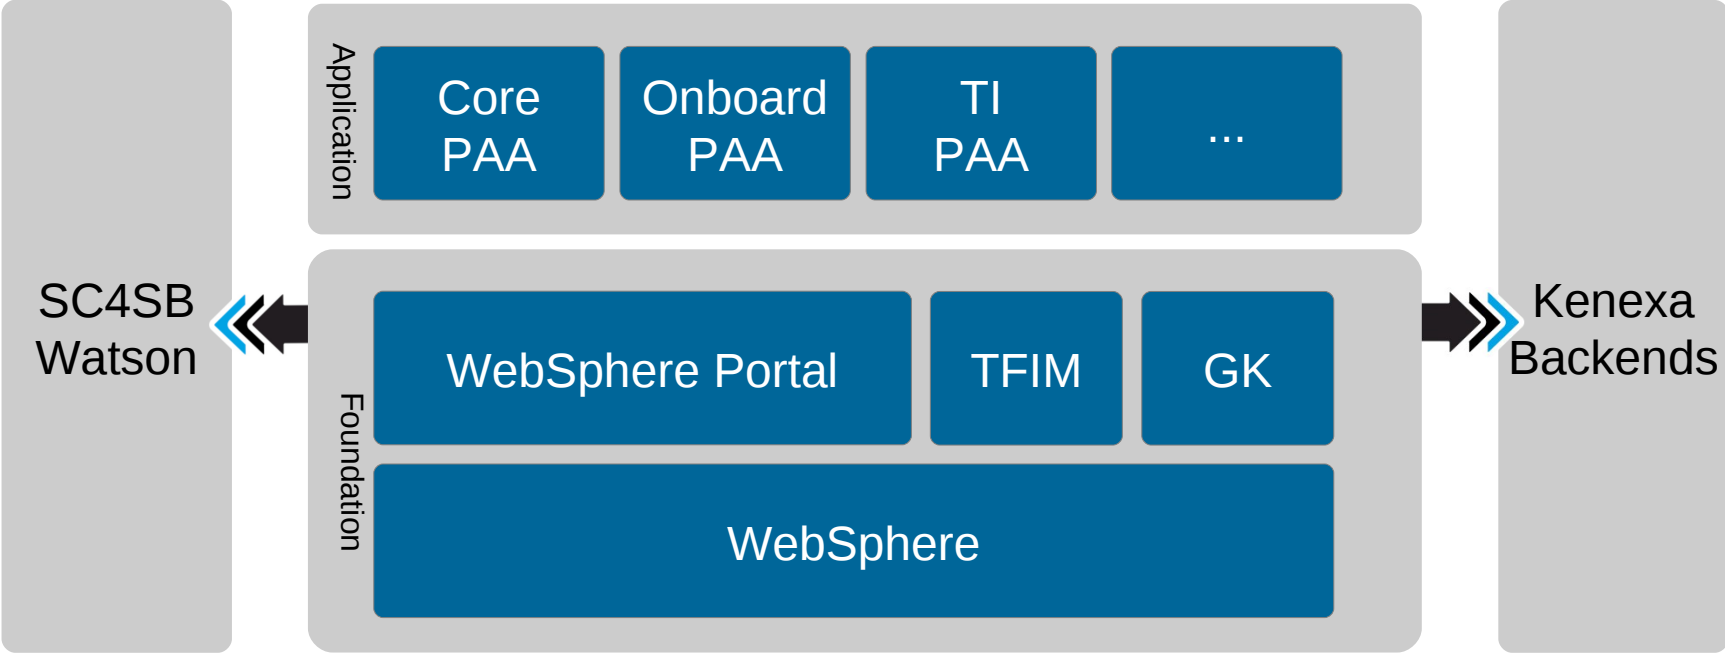 SC4SB
Watson
Application
Core
PAA
Onboard
PAA
TI
PAA
...
Foundation
WebSphere Portal
TFIM
GK
WebSphere
Kenexa
Backends